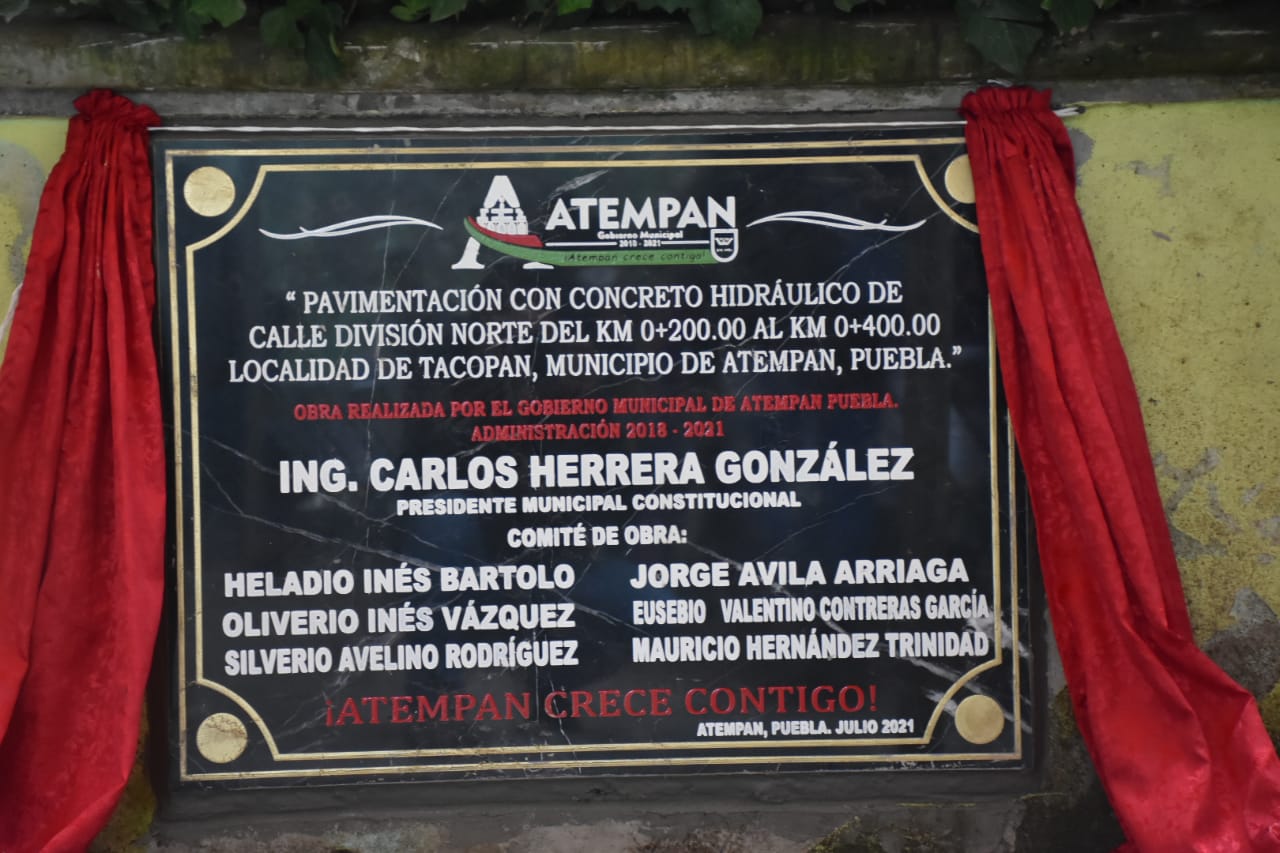 ATEMPAN
Gobierno Municipal
2018 - 2021
¡Atempan crece contigo!
“ PAVIMENTACIÓN CON CONCRETO HIDRÁULICO DE
CALLE DIVISIÓN NORTE DEL KM 0+200.00 AL KM 0+400.00
LOCALIDAD DE TACOPAN, MUNICIPIO DE ATEMPAN, PUEBLA.”
OBRA REALIZADA POR EL GOBIERNO MUNICIPAL DE ATEMPAN PUEBLA.
ADMINISTRACIÓN 2018 - 2021
ING. CARLOS HERRERA GONZÁLEZ
PRESIDENTE MUNICIPAL CONSTITUCIONAL
COMITÉ DE OBRA:
HELADIO INÉS BARTOLO
OLIVERIO INÉS VÁZQUEZ
SILVERIO AVELINO RODRÍGUEZ
JORGE AVILA ARRIAGA
EUSEBIO VALENTINO CONTRERAS GARCÍA
MAURICIO HERNÁNDEZ TRINIDAD
¡ATEMPAN CRECE CONTIGO!
ATEMPAN, PUEBLA. JULIO 2021